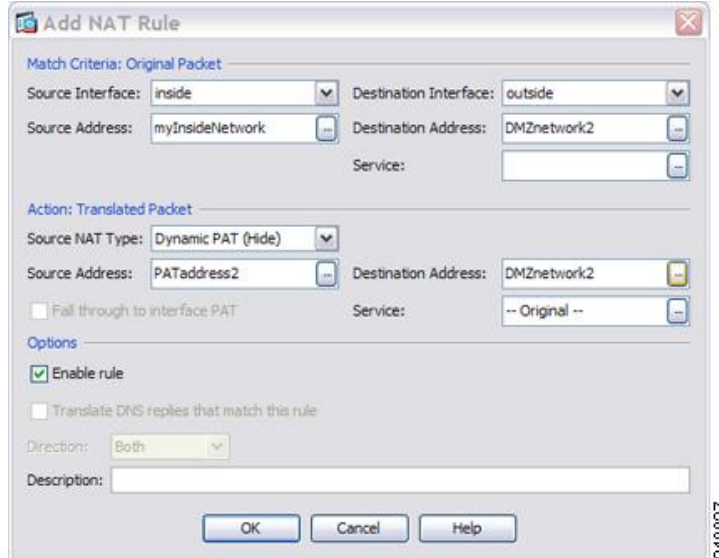 Add NAT Rule
Match Criteria: Original Packet
Source Interface: inside Destination Interface: outside
Source Address: myInsideNetwork Destination Address: DMZnetwork2
Service:
Action: Translated Packet
Source NAT Type: Dynamic PAT (Hide)
Source Address: PATaddress2 Destination Address: DMZnetwork2
Fall through to interface PAT Service: -- Original --
Options
Enable rule
Translate DNS replies that match this rule
Direction: Both
Description:
OK Cancel Help